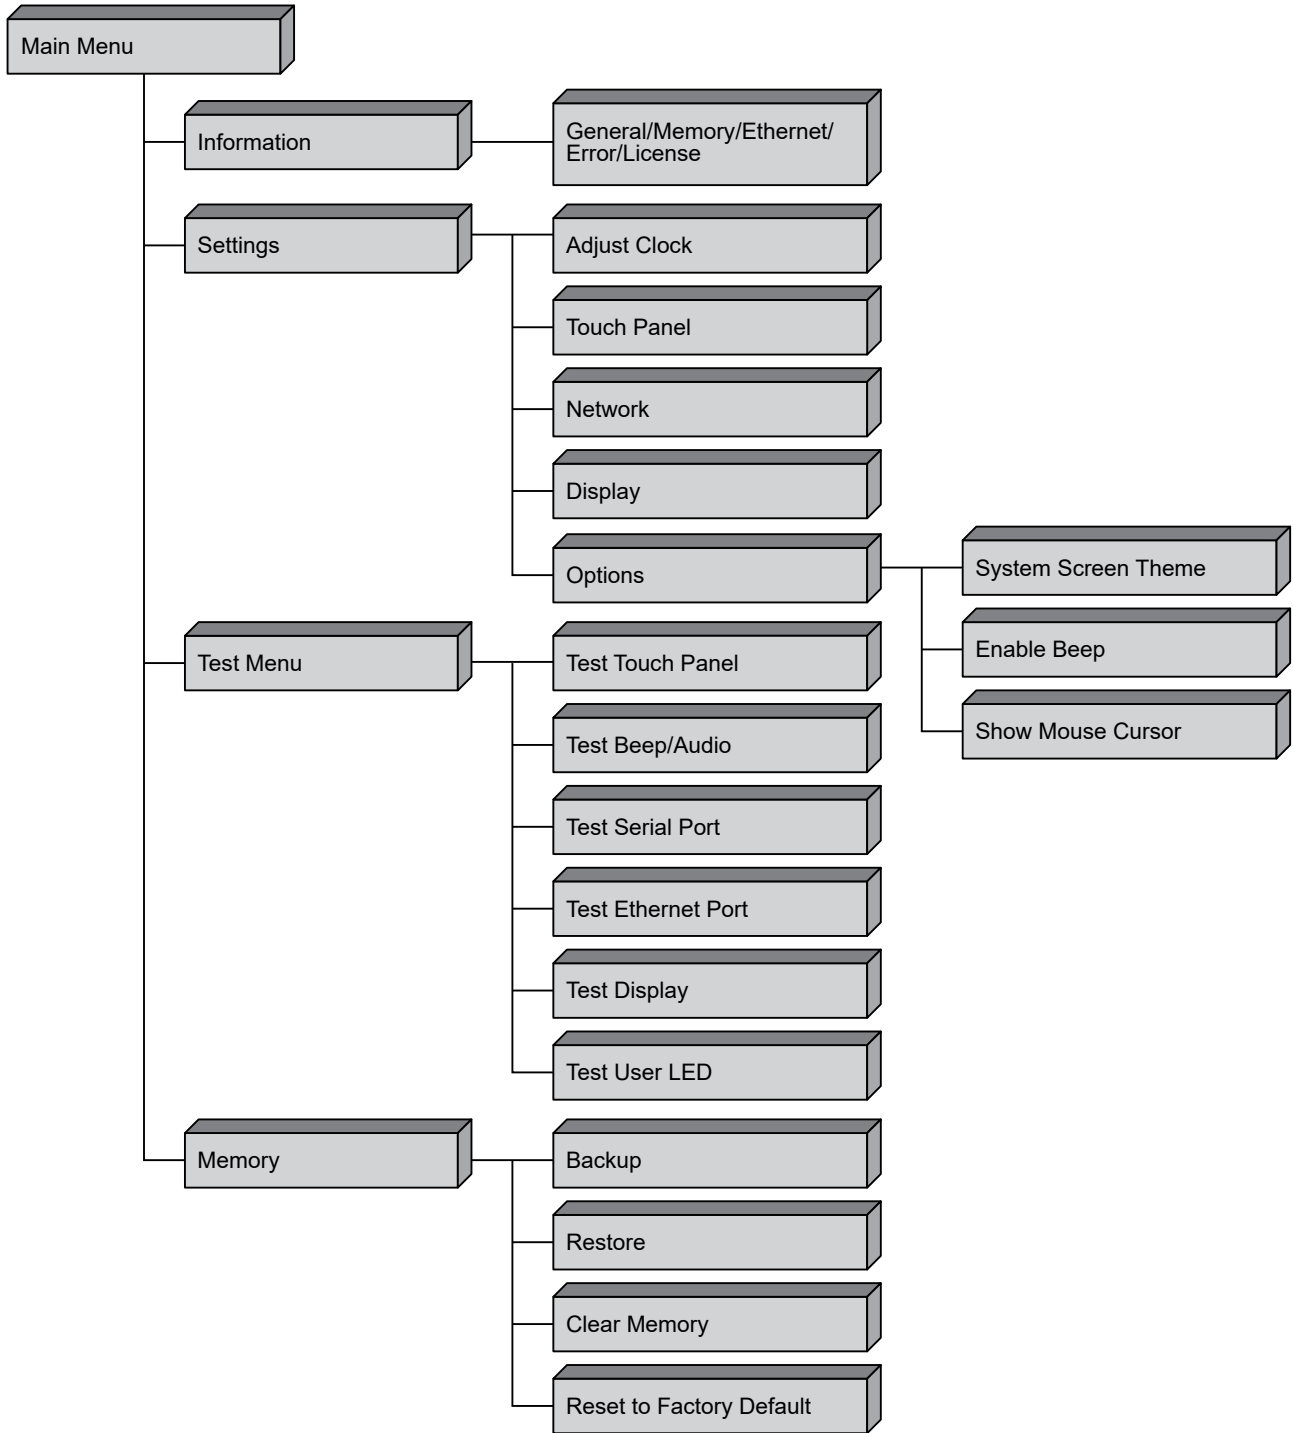 Main Menu
Information
General/Memory/Ethernet/
Error/License
Settings
Adjust Clock
Touch Panel
Network
Display
Options
System Screen Theme
Enable Beep
Show Mouse Cursor
Test Menu
Test Touch Panel
Test Beep/Audio
Test Serial Port
Test Ethernet Port
Test Display
Test User LED
Memory
Backup
Restore
Clear Memory
Reset to Factory Default